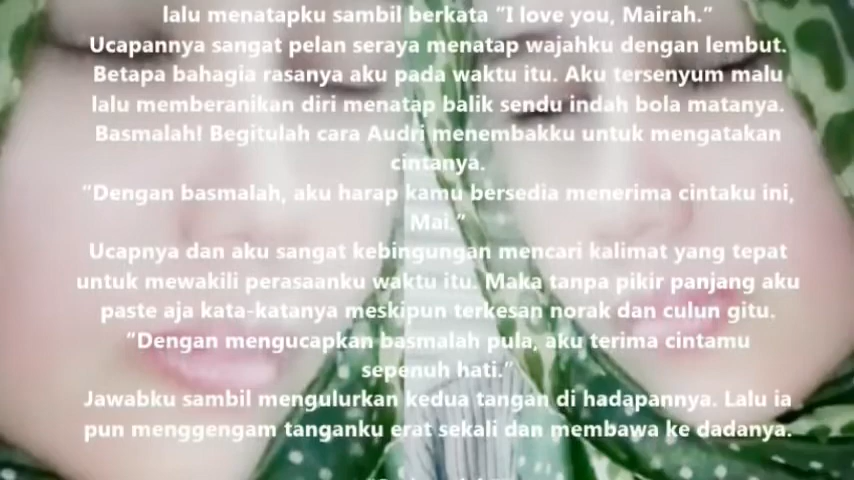 lalu menatapku sambil berkata “I love you, Mairah.”
Ucapannya sangat pelan seraya menatap wajahku dengan lembut.
Betapa bahagia rasanya aku pada waktu itu. Aku tersenyum malu
lalu memberanikan diri menatap balik sendu indah bola matanya.
Basmalah! Begitulah cara Audri menembakku untuk mengatakan
cintanya.
“Dengan basmalah, aku harap kamu bersedia menerima cintaku ini,
Mai.”
Ucapnya dan aku sangat kebingungan mencari kalimat yang tepat
untuk mewakili perasaanku waktu itu. Maka tanpa pikir panjang aku
paste aja kata-katanya meskipun terkesan norak dan culun gitu.
“Dengan mengucapkan basmalah pula, aku terima cintamu
sepenuh hati.”
Jawabku sambil mengulurkan kedua tangan di hadapannya. Lalu ia
pun menggengam tanganku erat sekali dan membawa ke dadanya.